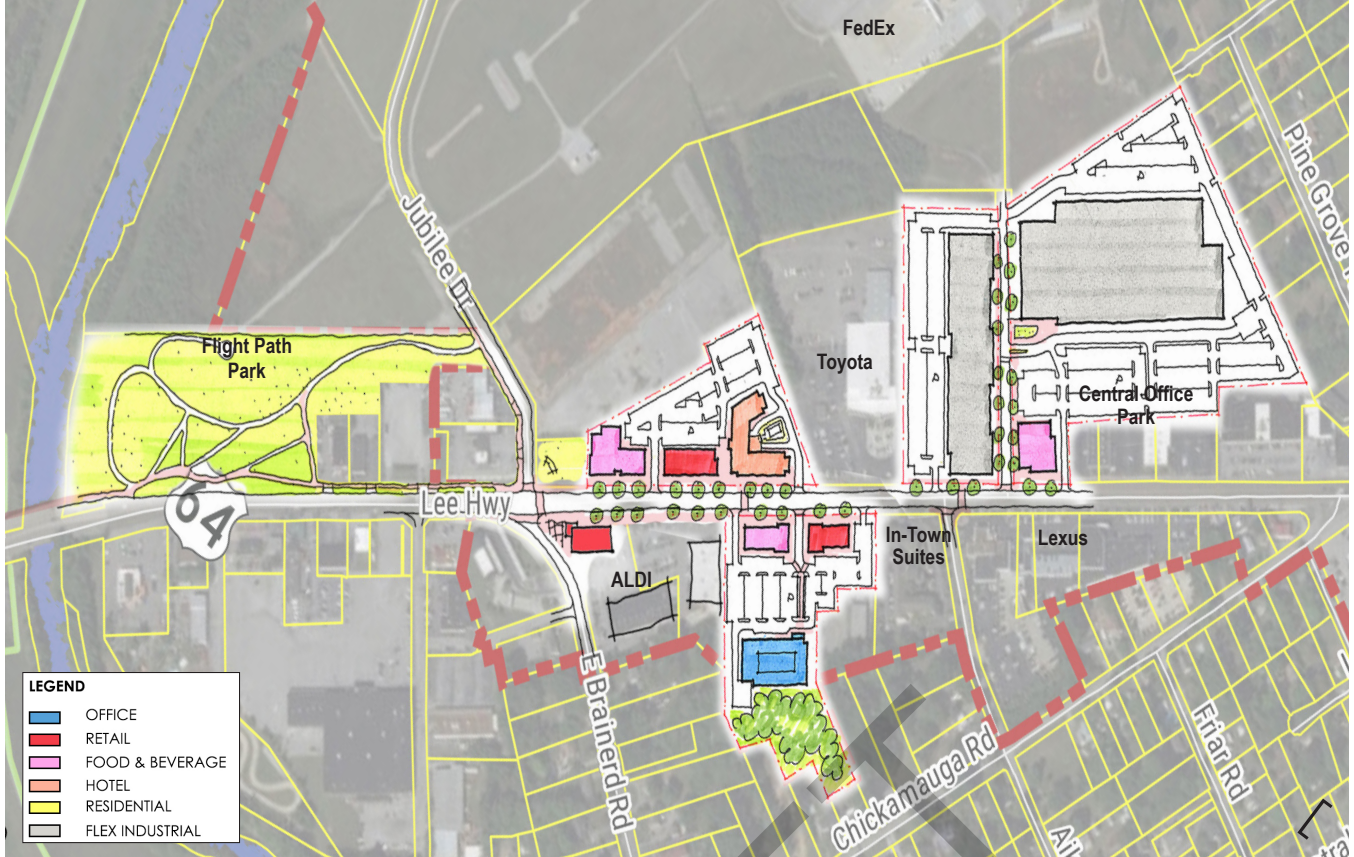 FedEx
Pine Grove
Jubilee Dr
Flight Path
Park
Toyota
Central Office
Park
64
Lee Hwy
In-Town
Suites
Lexus
ALDI
E Brainerd Rd
Chickamauga Rd
Friar Rd
LEGEND
OFFICE
RETAIL
FOOD & BEVERAGE
HOTEL
RESIDENTIAL
FLEX INDUSTRIAL